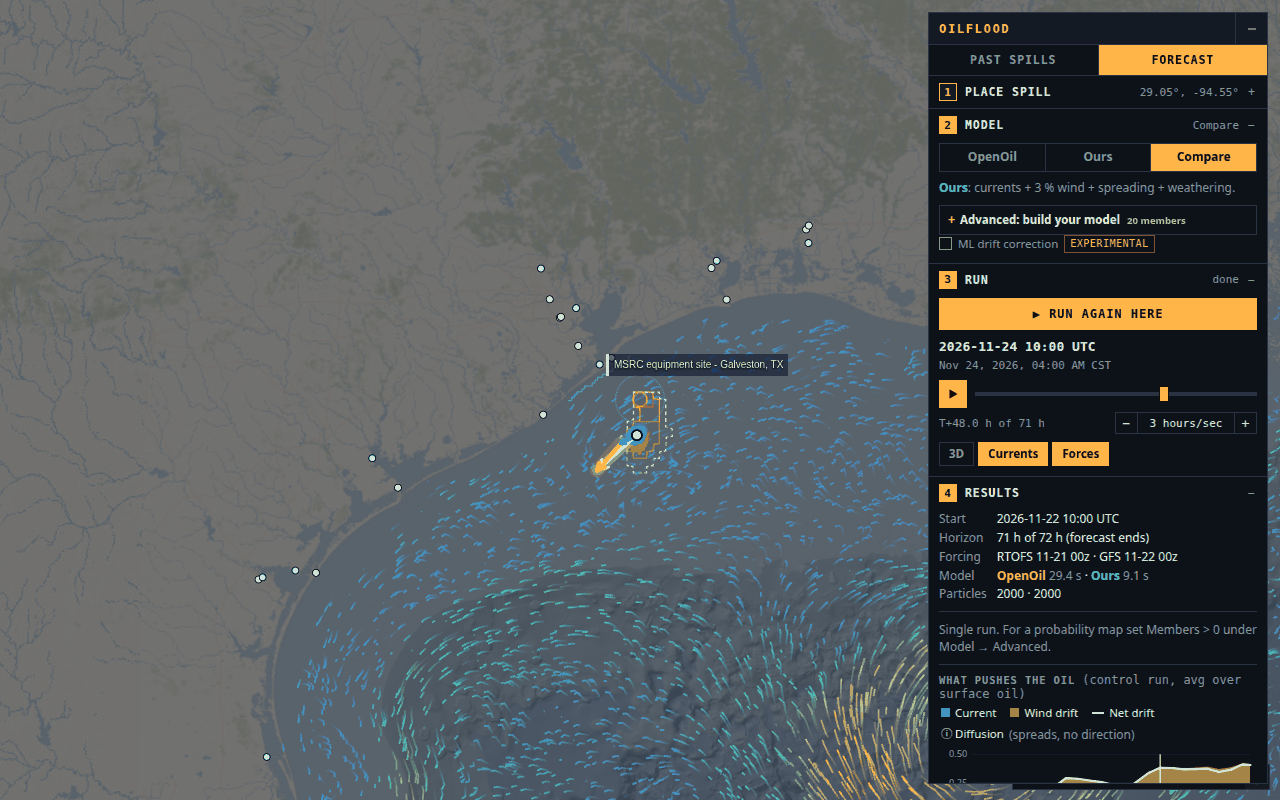 OILFLOOD
−
PAST SPILLS
FORECAST
1 PLACE SPILL 29.05°, -94.55° +
2 MODEL Compare −
OpenOil Ours Compare
Ours: currents + 3 % wind + spreading + weathering.
+ Advanced: build your model 20 members
ML drift correction EXPERIMENTAL
3 RUN done −
▶ RUN AGAIN HERE
2026-11-24 10:00 UTC
Nov 24, 2026, 04:00 AM CST
T+48.0 h of 71 h − 3 hours/sec +
3D Currents Forces
4 RESULTS −
Start 2026-11-22 10:00 UTC
Horizon 71 h of 72 h (forecast ends)
Forcing RTOFS 11-21 00z · GFS 11-22 00z
Model OpenOil 29.4 s · Ours 9.1 s
Particles 2000 · 2000
Single run. For a probability map set Members > 0 under
Model → Advanced.
WHAT PUSHES THE OIL (control run, avg over
surface oil)
Current Wind drift Net drift
ⓘ Diffusion (spreads, no direction)
0.50
0.25
MSRC equipment site - Galveston, TX